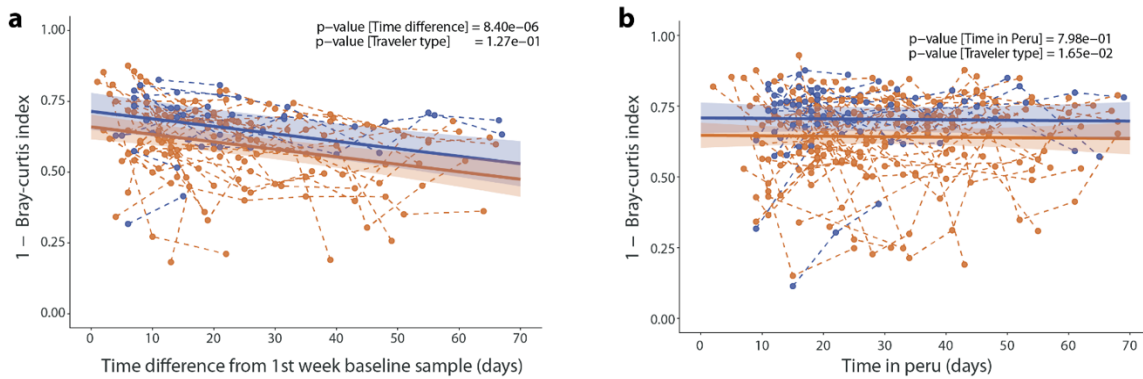 a
p−value [Time difference] = 8.40e−06
p−value [Traveler type] = 1.27e−01
1 − Bray-curtis index
1.00
0.75
0.50
0.25
0.00
0 10 20 30 40 50 60 70
Time difference from 1st week baseline sample (days)
b
p−value [Time in Peru] = 7.98e−01
p−value [Traveler type] = 1.65e−02
1 − Bray-curtis index
1.00
0.75
0.50
0.25
0.00
0 10 20 30 40 50 60 70
Time in peru (days)